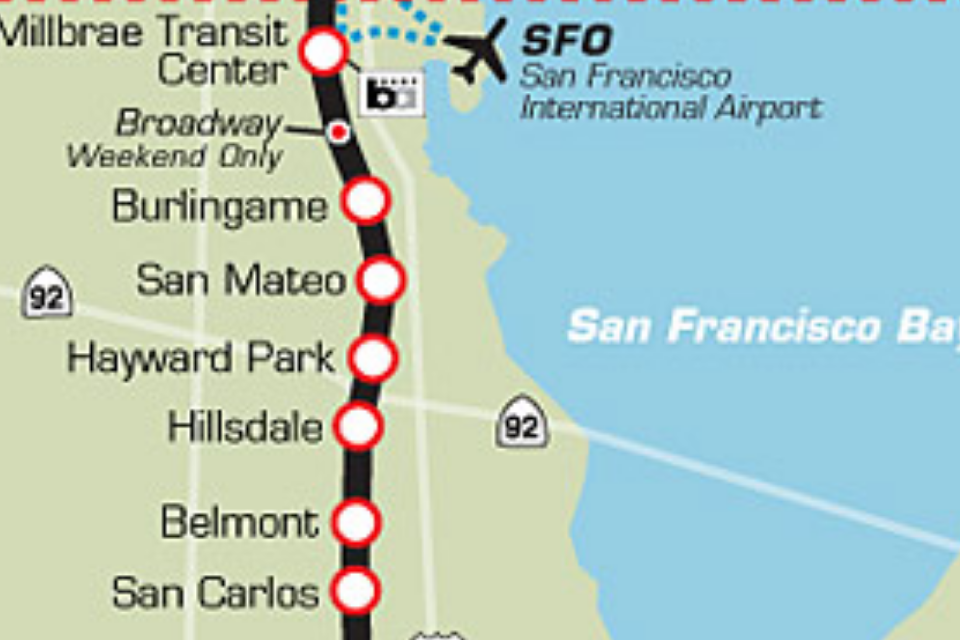 Millbrae Transit
Center
SFO
San Francisco
International Airport
ba
Broadway
Weekend Only
Burlingame
San Mateo
92
Hayward Park
San Francisco Bay
Hillsdale
92
Belmont
San Carlos